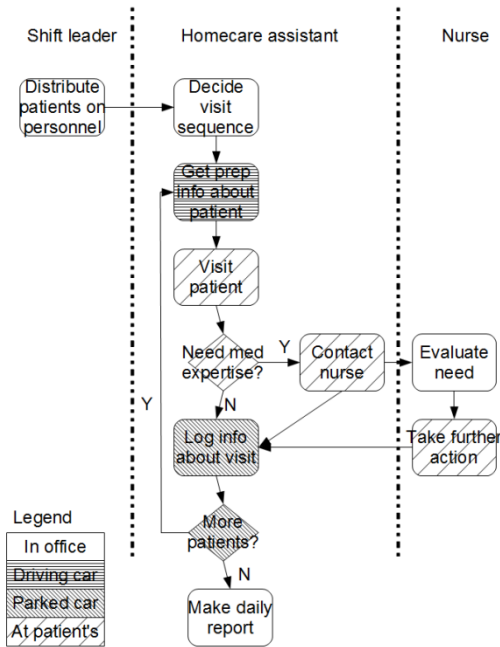 Shift leader
Homecare assistant
Nurse
Distribute
patients on
personnel
Decide
visit
sequence
Get prep
info about
patient
Visit
patient
Need med
expertise?
Y
Contact
nurse
Evaluate
need
Y
N
Log info
about visit
Take further
action
More
patients?
N
Make daily
report
Legend
In office
Driving car
Parked car
At patient's